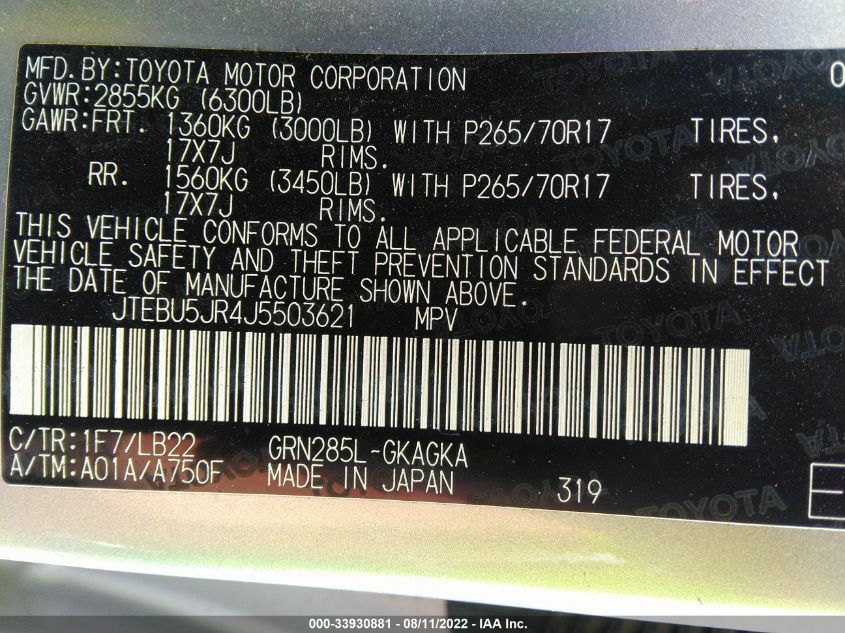 MFD.BY:TOYOTA MOTOR CORPORATION 0
GVWR:2855KG (6300LB)
GAWR:FRT. 1360KG (3000LB) WITH P265/70R17 TIRES,
17X7J RIMS.
RR. 1560KG (3450LB) WITH P265/70R17 TIRES,
17X7J RIMS.
THIS VEHICLE CONFORMS TO ALL APPLICABLE FEDERAL MOTOR
VEHICLE SAFETY AND THEFT PREVENTION STANDARDS IN EFFECT
THE DATE OF MANUFACTURE SHOWN ABOVE.
JTEBU5JR4J5503621 MPV
C/TR:1F7/LB22 GRN285L-GKAGKA
A/TM:A01A/A750F MADE IN JAPAN 319
000-33930881 - 08/11/2022 - IAA Inc.